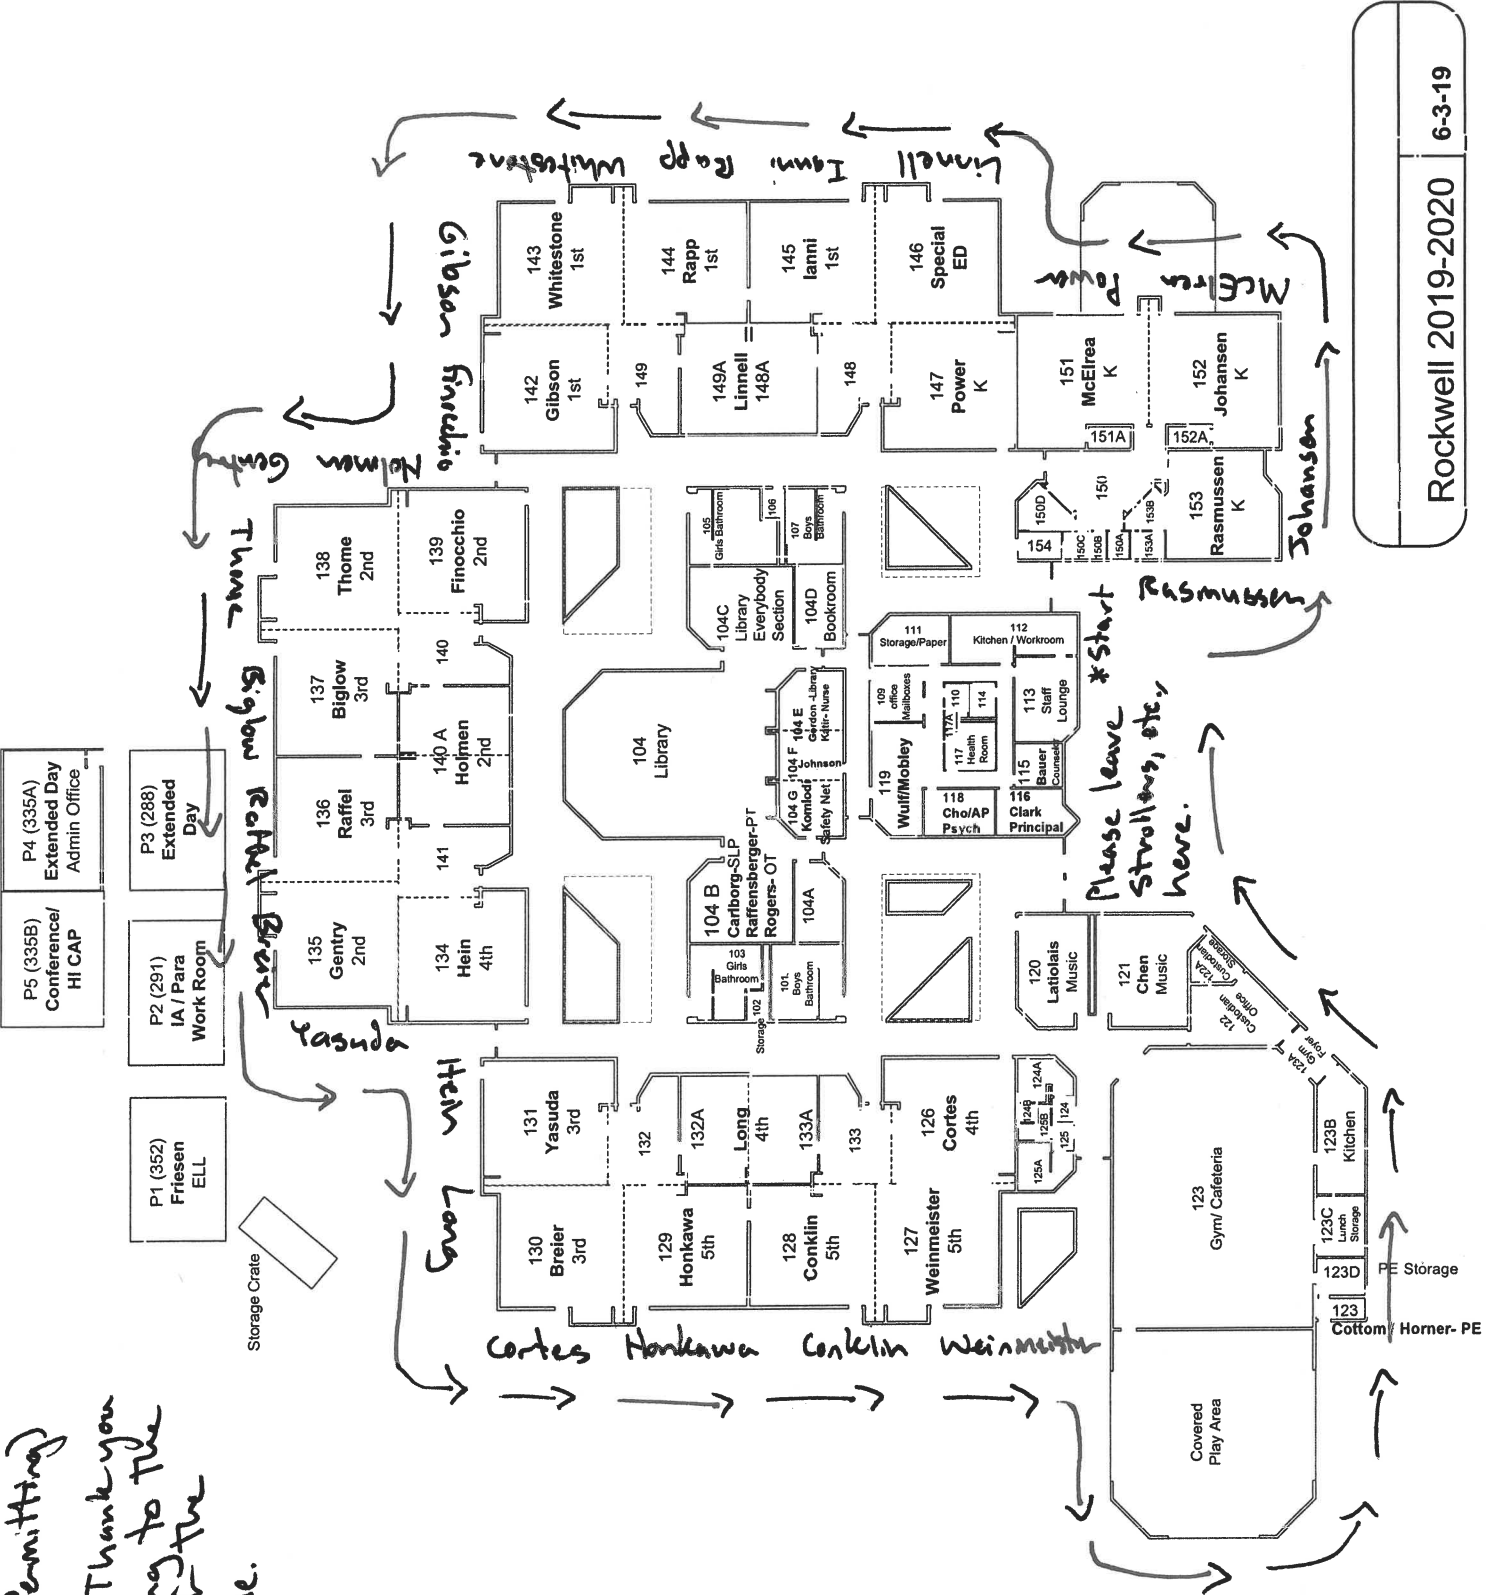 Rockwell 2019-2020
6-3-19
P4 (335A)
Extended Day
Admin Office
P5 (335B)
Conference/
HI CAP
P3 (288)
Extended
Day
P2 (291)
IA / Para
Work Room
P1 (352)
Friesen
ELL
Storage Crate
Whitestone
Rapp
Ianni
Linnell
Power
McElrea
Johansen
Rasmussen
Gibson
Finocchio
Holmen
Gentry
Thome
Biglow
Raffel
Breier
Yasuda
Hein
Long
Cortes
Honkawa
Conklin
Weinmeister
143
Whitestone
1st
144
Rapp
1st
145
Ianni
1st
146
Special
ED
142
Gibson
1st
149
149A
Linnell
148A
148
147
Power
K
151
McElrea
K
152
Johansen
K
151A
152A
150
150D
154
150C
150B
150A
153A
153B
153
Rasmussen
K
138
Thome
2nd
139
Finocchio
2nd
137
Biglow
3rd
140
136
Raffel
3rd
140 A
Holmen
2nd
141
135
Gentry
2nd
134
Hein
4th
105
Girls Bathroom
106
107
Boys
Bathroom
104C
Library
Everybody
Section
104D
Bookroom
104
Library
104 E
Gordon -Library
Katir- Nurse
104 F
Johnson
104 G
Komlodi
Safety Net
104 B
Carlborg-SLP
Raffensberger-PT
Rogers- OT
104A
103
Girls
Bathroom
102
Storage
101.
Boys
Bathroom
111
Storage/Paper
112
Kitchen / Workroom
109
office
Mailboxes
110
114
117A
117
Health
Room
113
Staff
Lounge
119
Wulf/Mobley
115
Bauer
Counselor
118
Cho/AP
Psych
116
Clark
Principal
*Start
Please leave
strollers, etc.,
here.
120
Latiolais
Music
121
Chen
Music
122A
Custodian
Storage
122
Custodian
Office
123A
Gym
Foyer
131
Yasuda
3rd
132
132A
Long
4th
133A
133
126
Cortes
4th
124A
124B
125B
124
125
125A
130
Breier
3rd
129
Honkawa
5th
128
Conklin
5th
127
Weinmeister
5th
123
Gym/ Cafeteria
123B
Kitchen
123C
Lunch
Storage
123D
PE Storage
123
Cottom / Horner- PE
Covered
Play Area
Thank you
to the
the